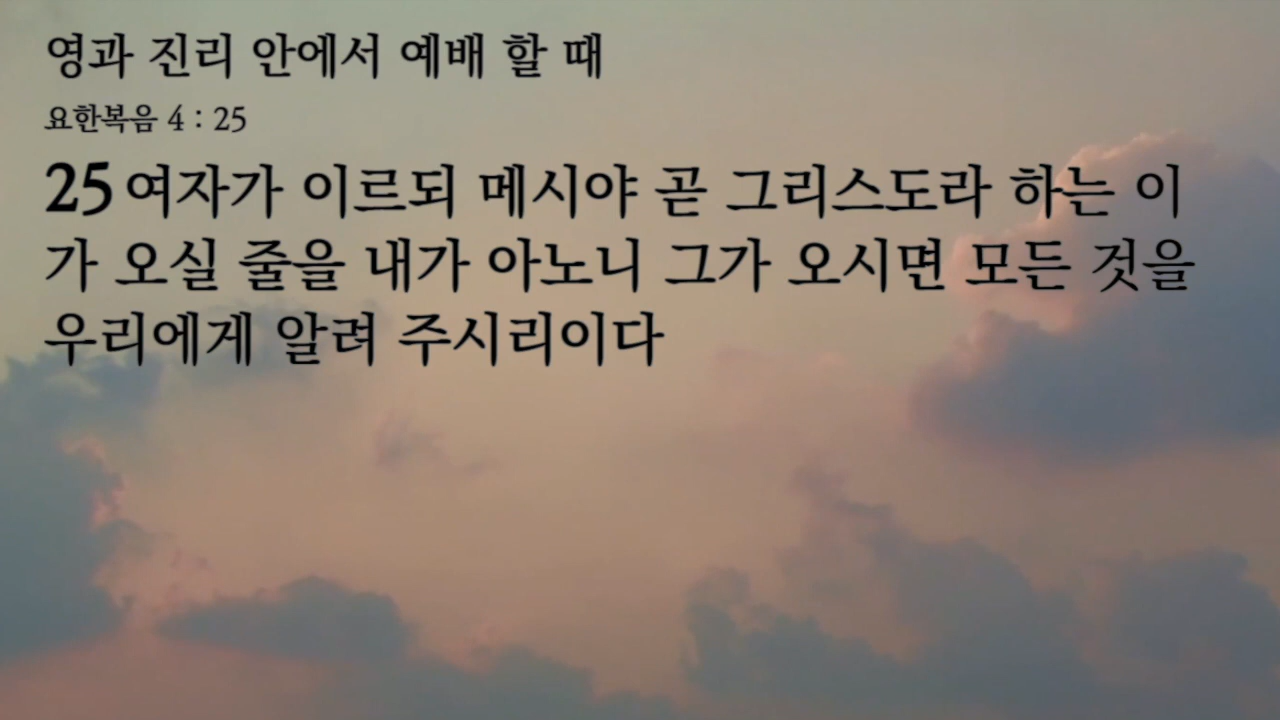 영과 진리 안에서 예배 할 때
요한복음 4 : 25
25 여자가 이르되 메시야 곧 그리스도라 하는 이
가 오실 줄을 내가 아노니 그가 오시면 모든 것을
우리에게 알려 주시리이다